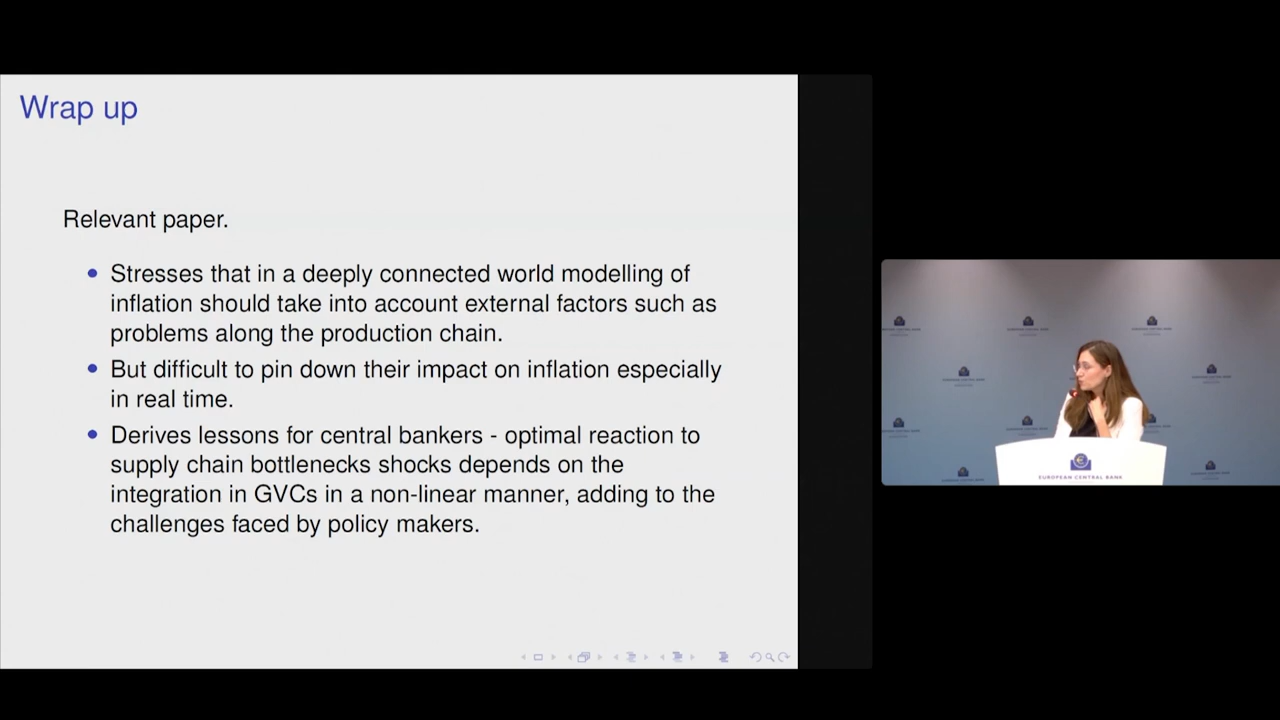 Wrap up
Relevant paper.
• Stresses that in a deeply connected world modelling of
inflation should take into account external factors such as
problems along the production chain.
• But difficult to pin down their impact on inflation especially
in real time.
• Derives lessons for central bankers - optimal reaction to
supply chain bottlenecks shocks depends on the
integration in GVCs in a non-linear manner, adding to the
challenges faced by policy makers.
EUROPEAN CENTRAL BANK